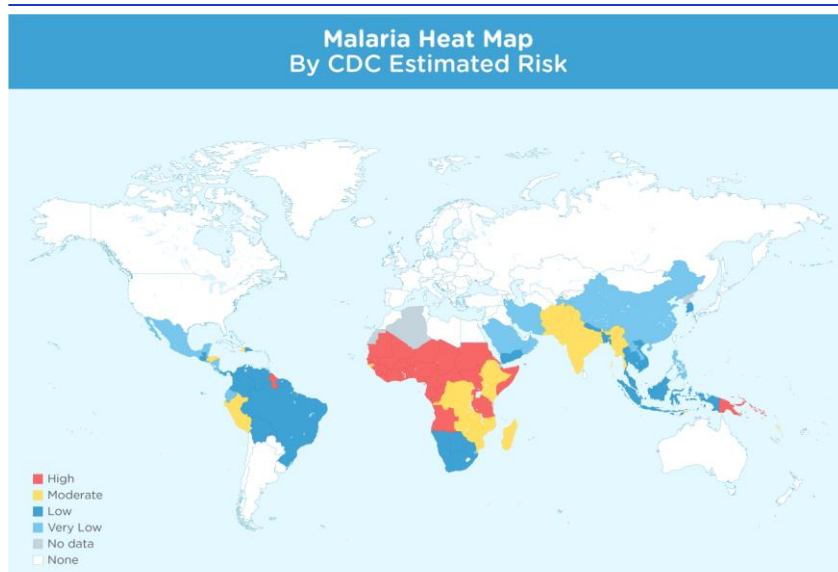 Malaria Heat Map
By CDC Estimated Risk
High
Moderate
Low
Very Low
No data
None